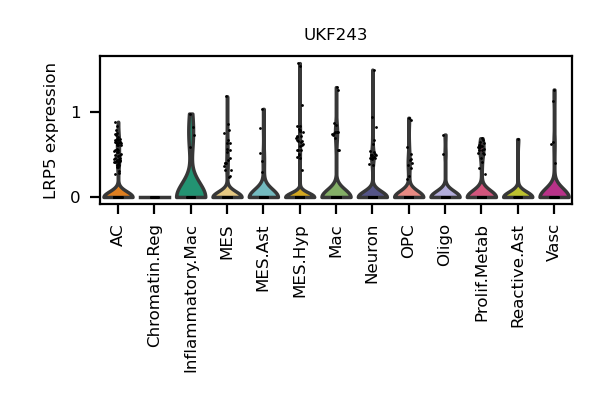 UKF243
LRP5 expression
1
0
AC
Chromatin.Reg
Inflammatory.Mac
MES
MES.Ast
MES.Hyp
Mac
Neuron
OPC
Oligo
Prolif.Metab
Reactive.Ast
Vasc